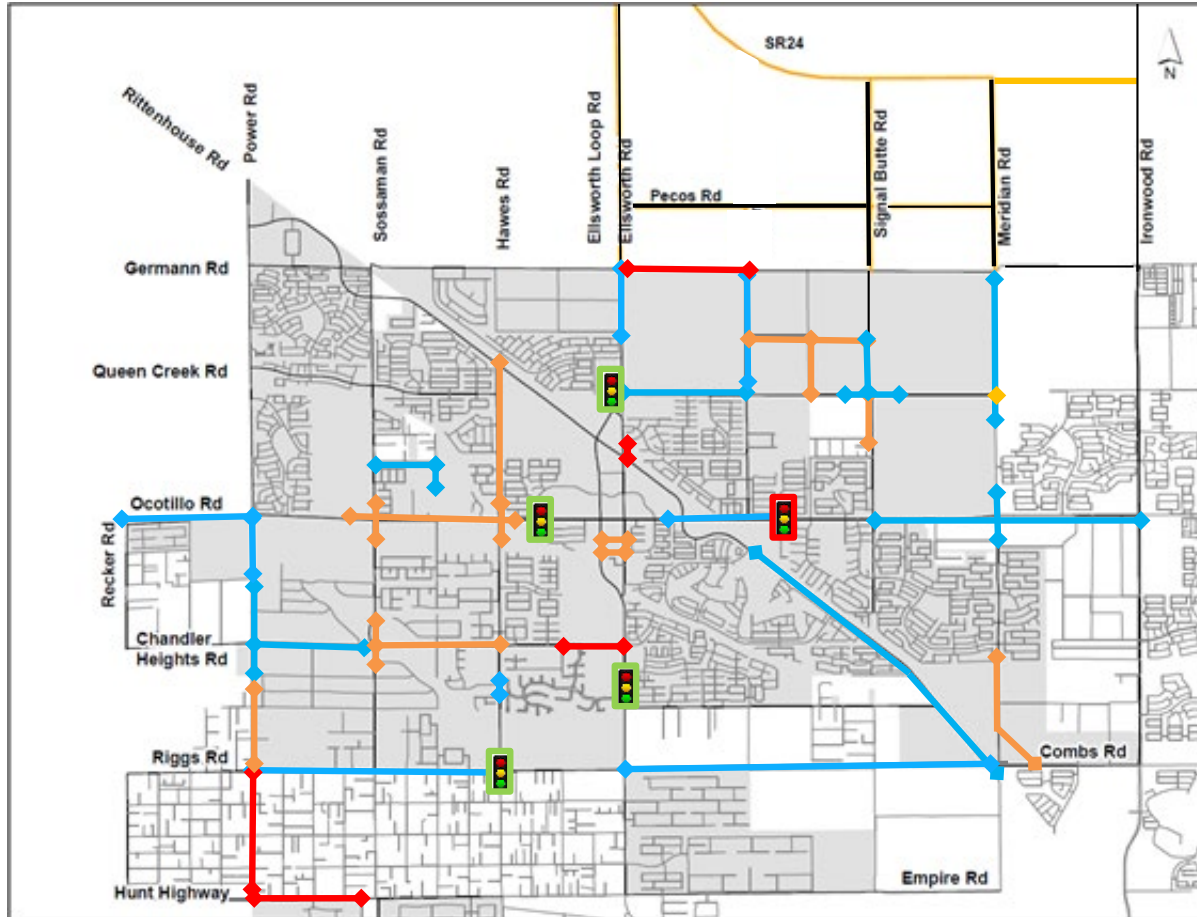 SR24
N
Rittenhouse Rd
Power Rd
Sossaman Rd
Hawes Rd
Ellsworth Loop Rd
Ellsworth Rd
Signal Butte Rd
Meridian Rd
Ironwood Rd
Pecos Rd
Germann Rd
Queen Creek Rd
Ocotillo Rd
Recker Rd
Chandler
Heights Rd
Riggs Rd
Combs Rd
Empire Rd
Hunt Highway